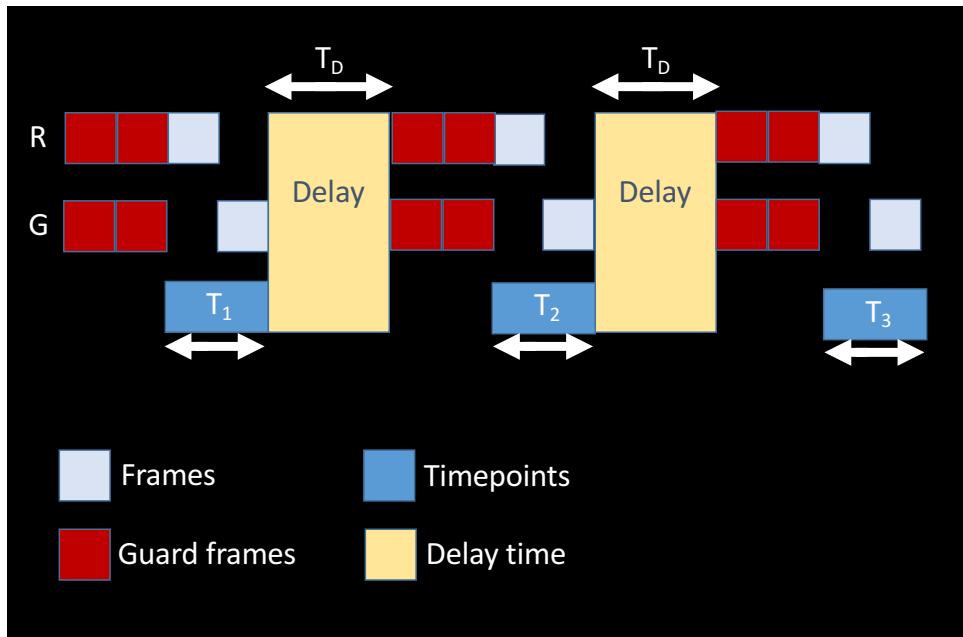 T_D T_D
R
Delay Delay
G
T_1 T_2 T_3
Frames Timepoints
Guard frames Delay time